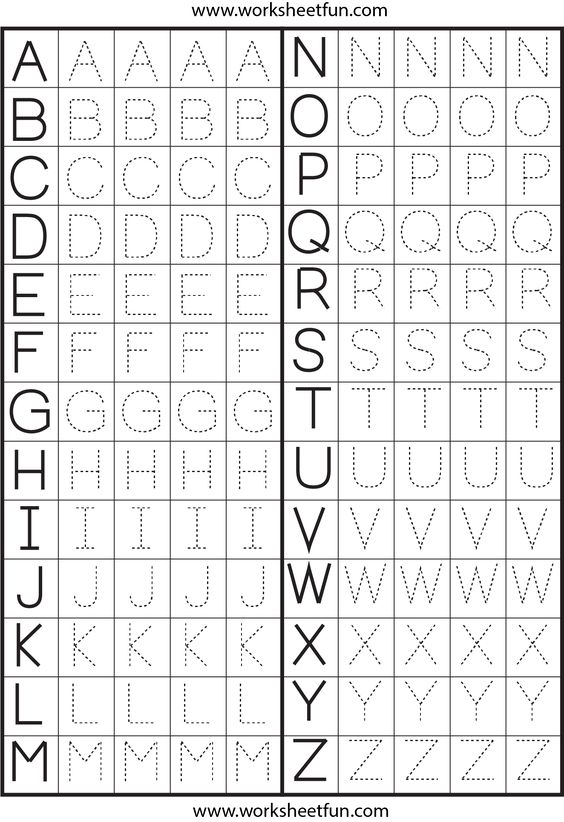 www.worksheetfun.com
A A A A A N N N N N
B B B B B O O O O O
C C C C C P P P P P
D D D D D Q Q Q Q Q
E E E E E R R R R R
F F F F F S S S S S
G G G G G T T T T T
H H H H H U U U U U
I I I I I V V V V V
J J J J J W W W W W
K K K K K X X X X X
L L L L L Y Y Y Y Y
M M M M M Z Z Z Z Z
www.worksheetfun.com